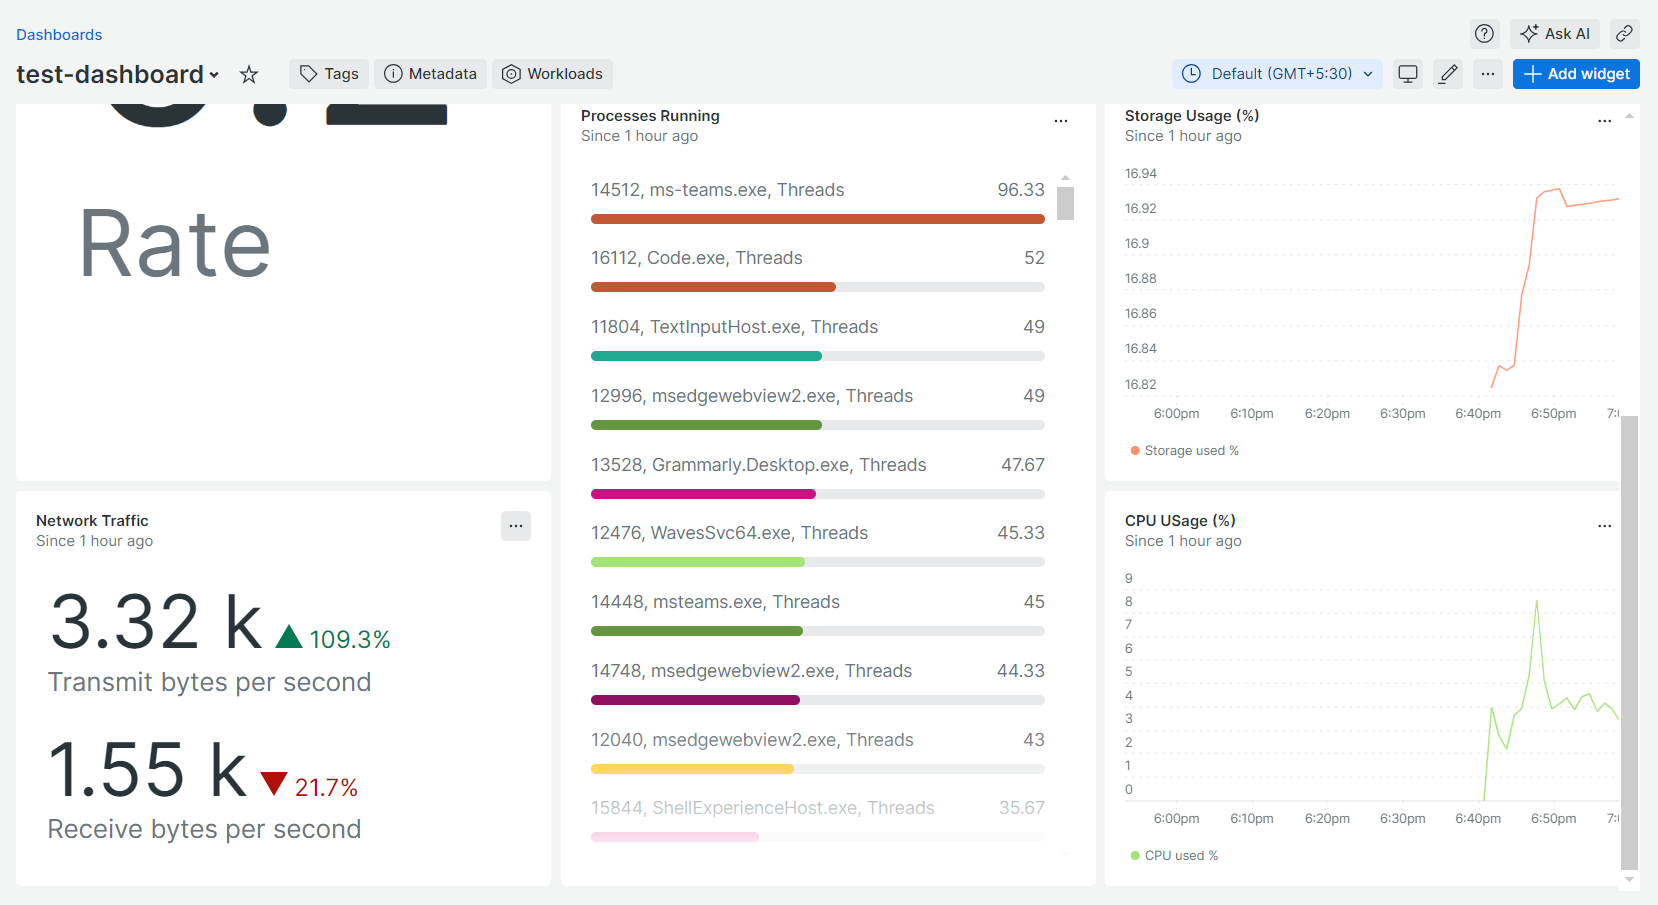 Dashboards
Ask AI
test-dashboard
Tags
Metadata
Workloads
Default (GMT+5:30)
Add widget
Rate
Network Traffic
Since 1 hour ago
3.32 k 109.3%
Transmit bytes per second
1.55 k 21.7%
Receive bytes per second
Processes Running
Since 1 hour ago
14512, ms-teams.exe, Threads 96.33
16112, Code.exe, Threads 52
11804, TextInputHost.exe, Threads 49
12996, msedgewebview2.exe, Threads 49
13528, Grammarly.Desktop.exe, Threads 47.67
12476, WavesSvc64.exe, Threads 45.33
14448, msteams.exe, Threads 45
14748, msedgewebview2.exe, Threads 44.33
12040, msedgewebview2.exe, Threads 43
15844, ShellExperienceHost.exe, Threads 35.67
Storage Usage (%)
Since 1 hour ago
16.94
16.92
16.9
16.88
16.86
16.84
16.82
6:00pm 6:10pm 6:20pm 6:30pm 6:40pm 6:50pm
Storage used %
CPU USage (%)
Since 1 hour ago
9
8
7
6
5
4
3
2
1
0
6:00pm 6:10pm 6:20pm 6:30pm 6:40pm 6:50pm
CPU used %